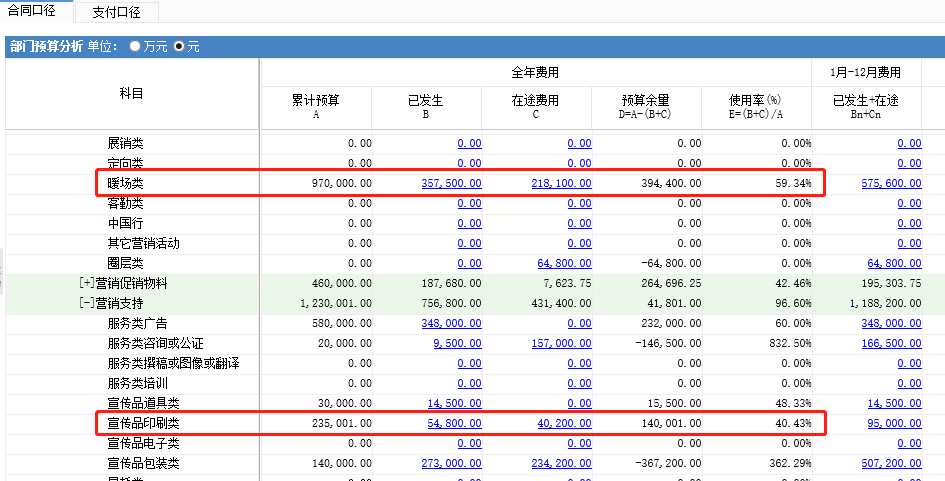 合同口径 支付口径
部门预算分析 单位： 万元 元
科目 全年费用 1月-12月费用
累计预算 已发生 在途费用 预算余量 使用率(%) 已发生+在途
A B C D=A-(B+C) E=(B+C)/A Bn+Cn
展销类 0.00 0.00 0.00 0.00 0.00% 0.00
定向类 0.00 0.00 0.00 0.00 0.00% 0.00
暖场类 970,000.00 357,500.00 218,100.00 394,400.00 59.34% 575,600.00
客勤类 0.00 0.00 0.00 0.00 0.00% 0.00
中国行 0.00 0.00 0.00 0.00 0.00% 0.00
其它营销活动 0.00 0.00 0.00 0.00 0.00% 0.00
圈层类 0.00 0.00 64,800.00 -64,800.00 0.00% 64,800.00
[+]营销促销物料 460,000.00 187,680.00 7,623.75 264,696.25 42.46% 195,303.75
[-]营销支持 1,230,001.00 756,800.00 431,400.00 41,801.00 96.60% 1,188,200.00
服务类广告 580,000.00 348,000.00 0.00 232,000.00 60.00% 348,000.00
服务类咨询或公证 20,000.00 9,500.00 157,000.00 -146,500.00 832.50% 166,500.00
服务类撰稿或图像或翻译 0.00 0.00 0.00 0.00 0.00% 0.00
服务类培训 0.00 0.00 0.00 0.00 0.00% 0.00
宣传品道具类 30,000.00 14,500.00 0.00 15,500.00 48.33% 14,500.00
宣传品印刷类 235,001.00 54,800.00 40,200.00 140,001.00 40.43% 95,000.00
宣传品电子类 0.00 0.00 0.00 0.00 0.00% 0.00
宣传品包装类 140,000.00 273,000.00 234,200.00 -367,200.00 362.29% 507,200.00